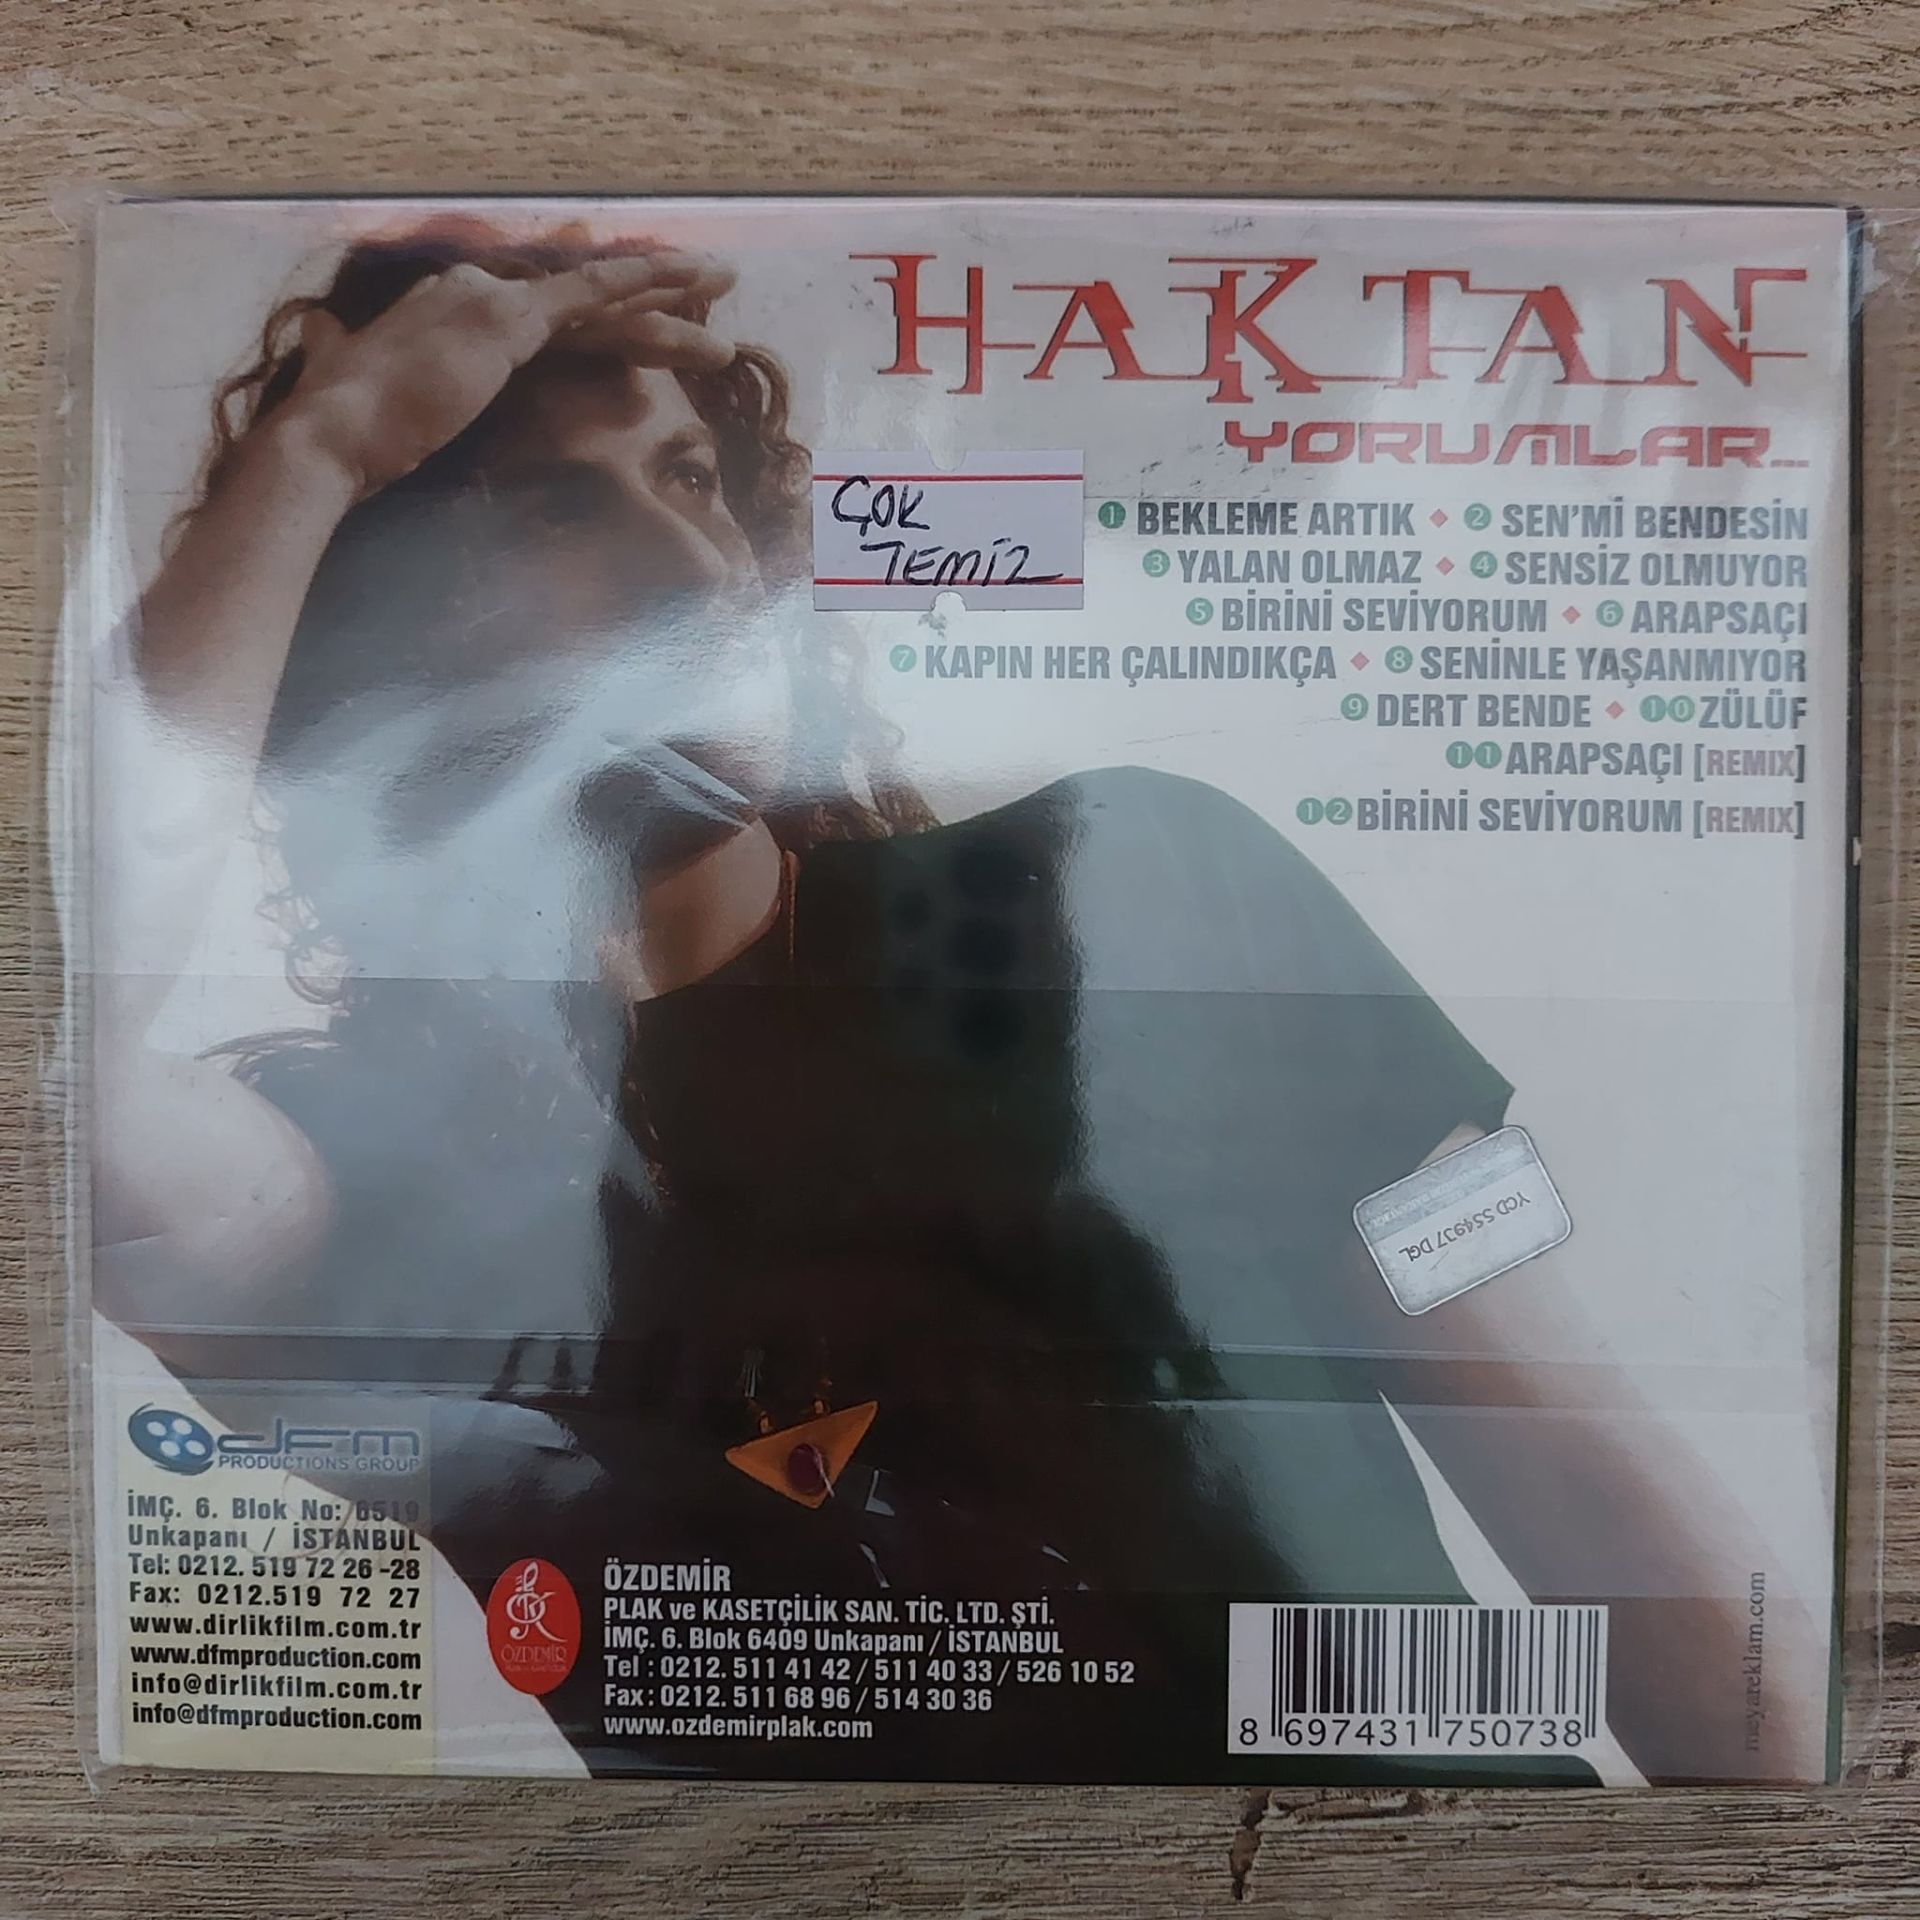 HAKTAN
YORUMLAR...
ÇOK
TEMİZ
1 BEKLEME ARTIK ◆ 2 SEN'Mİ BENDESİN
3 YALAN OLMAZ ◆ 4 SENSİZ OLMUYOR
5 BİRİNİ SEVİYORUM ◆ 6 ARAPSAÇI
7 KAPIN HER ÇALINDIKÇA ◆ 8 SENİNLE YAŞANMIYOR
9 DERT BENDE ◆ 10 ZÜLÜF
11 ARAPSAÇI [REMIX]
12 BİRİNİ SEVİYORUM [REMIX]
YCD 554937 DGL
dfm
PRODUCTIONS GROUP
İMÇ. 6. Blok No: 6519
Unkapanı / İSTANBUL
Tel: 0212. 519 72 26 -28
Fax: 0212.519 72 27
www.dirlikfilm.com.tr
www.dfmproduction.com
info@dirlikfilm.com.tr
info@dfmproduction.com
ÖZDEMİR
ÖZDEMİR
PLAK ve KASETÇİLİK SAN. TİC. LTD. ŞTİ.
İMÇ. 6. Blok 6409 Unkapanı / İSTANBUL
Tel : 0212. 511 41 42 / 511 40 33 / 526 10 52
Fax : 0212. 511 68 96 / 514 30 36
www.ozdemirplak.com
8 697431 750738
meyareklam.com